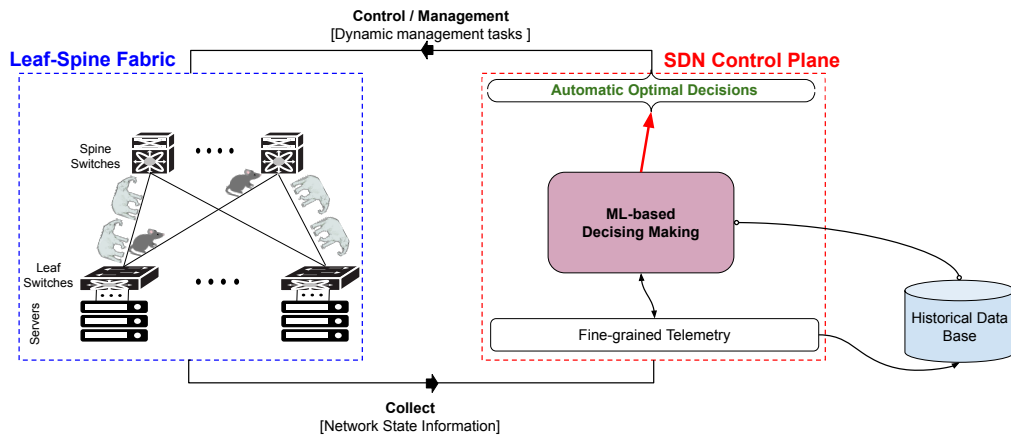 Control / Management
[Dynamic management tasks ]
Leaf-Spine Fabric
SDN Control Plane
Automatic Optimal Decisions
Spine
Switches
ML-based
Decising Making
Leaf
Switches
Servers
Fine-grained Telemetry
Historical Data
Base
Collect
[Network State Information]